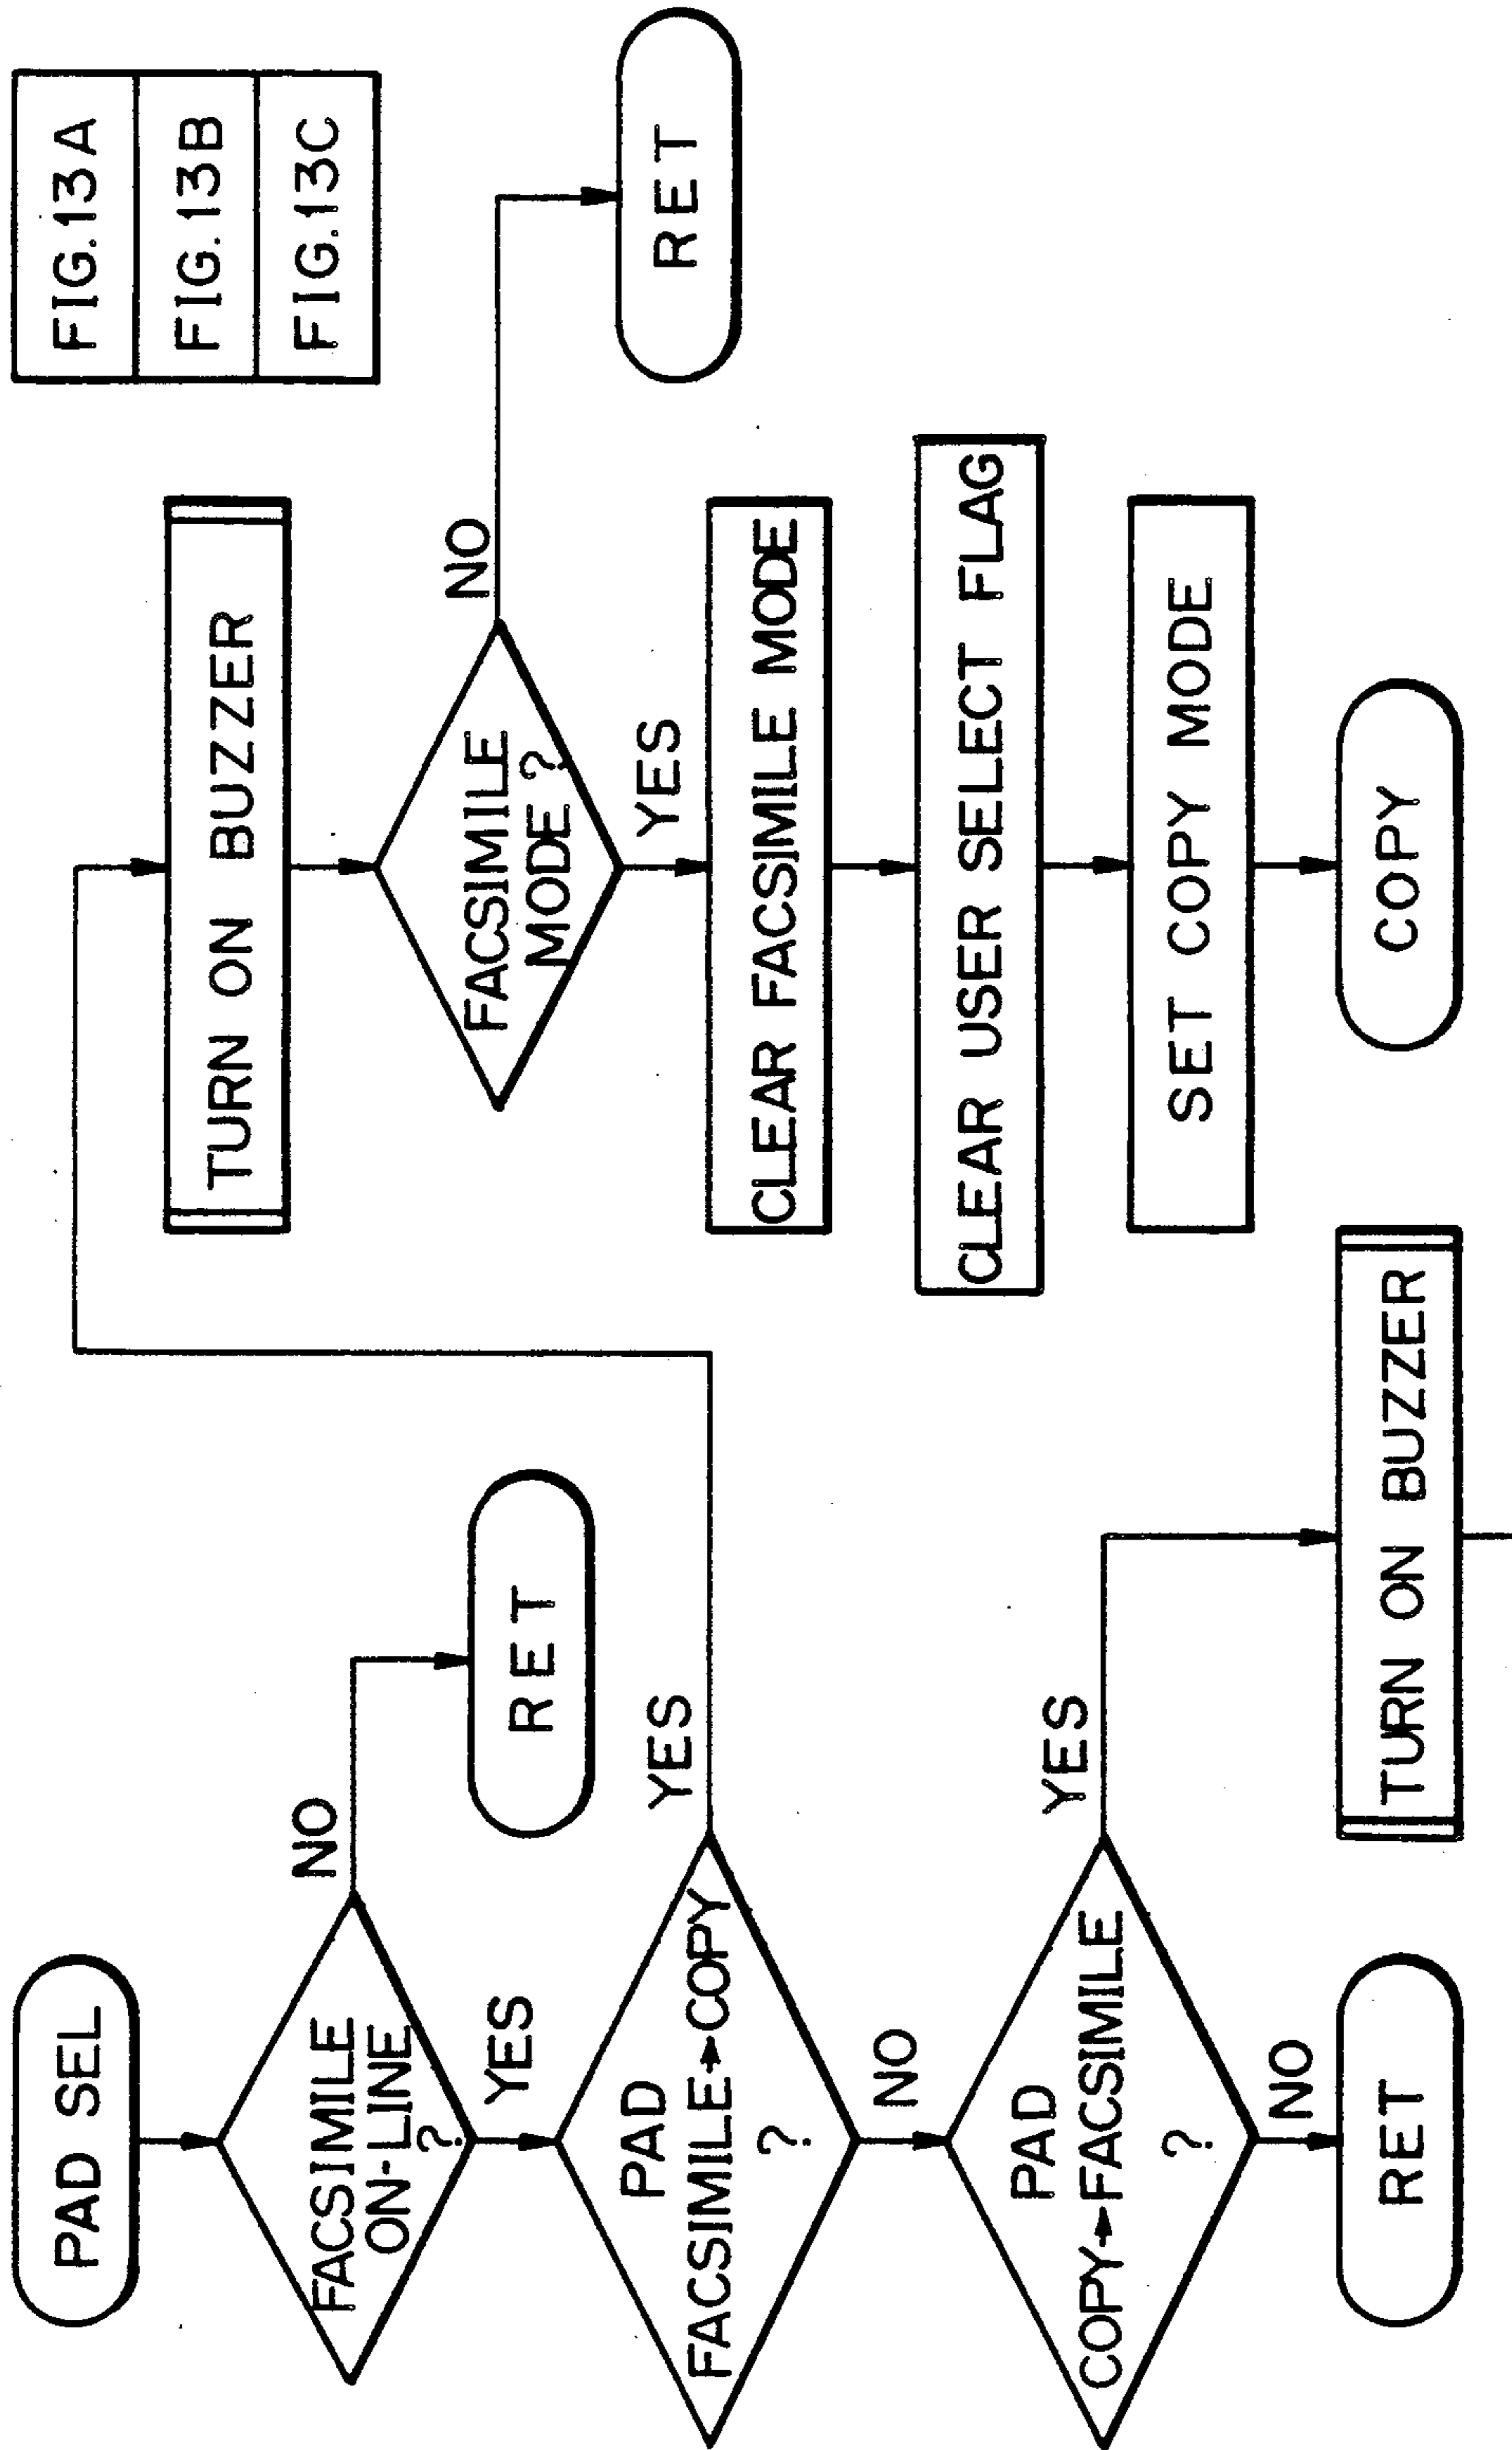 PAD SEL
FACSIMILE
ON-LINE
?
NO
RET
YES
PAD
FACSIMILE→COPY
?
YES
NO
PAD
COPY→FACSIMILE
?
YES
NO
RET
TURN ON BUZZER
TURN ON BUZZER
FACSIMILE
MODE ?
NO
RET
YES
CLEAR FACSIMILE MODE
CLEAR USER SELECT FLAG
SET COPY MODE
COPY
FIG.13A
FIG.13B
FIG.13C